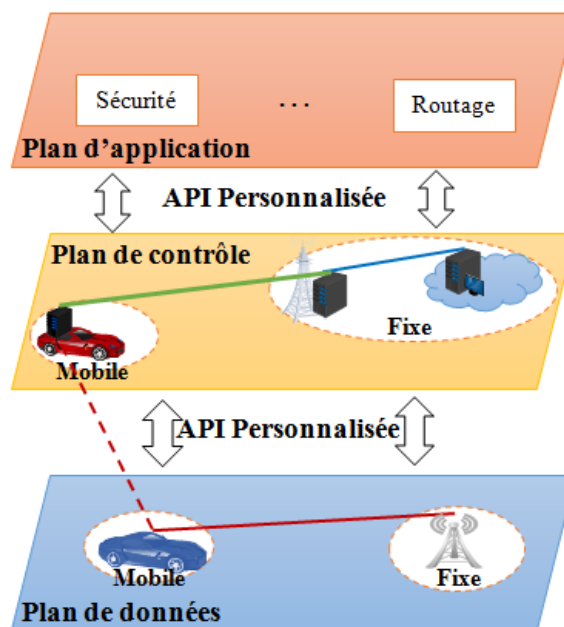 Sécurité
...
Routage
Plan d’application
API Personnalisée
Plan de contrôle
Fixe
Mobile
API Personnalisée
Mobile
Fixe
Plan de données